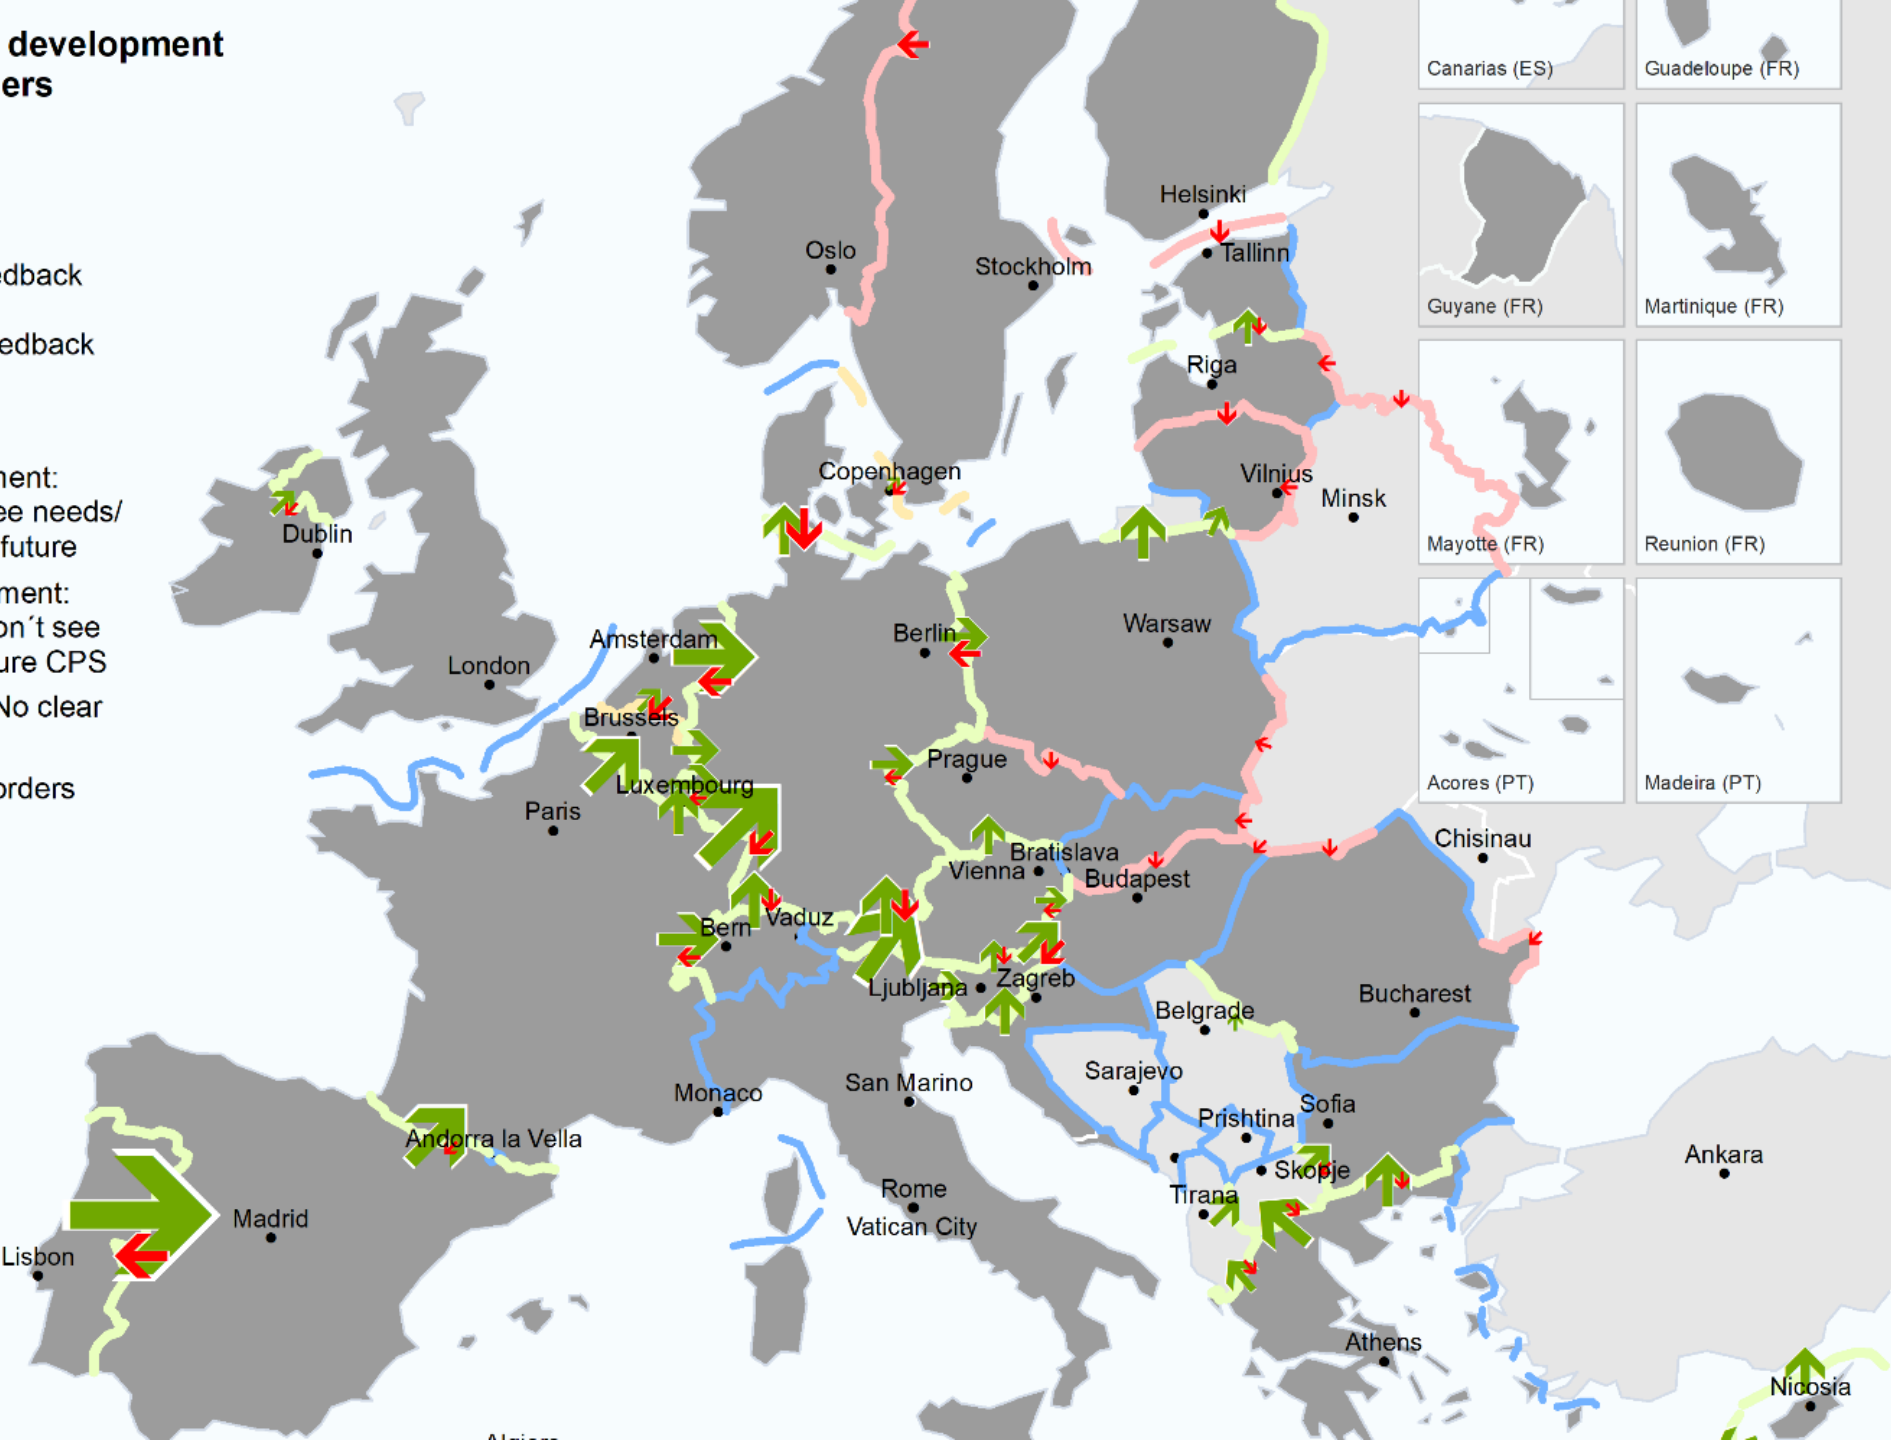 development
ers
edback
edback
nent:
ee needs/
future
ment:
on´t see
ure CPS
No clear
orders
Canarias (ES)
Guadeloupe (FR)
Guyane (FR)
Martinique (FR)
Mayotte (FR)
Reunion (FR)
Acores (PT)
Madeira (PT)
Helsinki
Oslo
Tallinn
Stockholm
Riga
Copenhagen
Vilnius
Minsk
Dublin
Warsaw
Berlin
Amsterdam
London
Brussels
Prague
Luxembourg
Paris
Chisinau
Bratislava
Vienna
Budapest
Vaduz
Bern
Zagreb
Ljubljana
Bucharest
Belgrade
Sarajevo
San Marino
Monaco
Sofia
Prishtina
Andorra la Vella
Ankara
Skopje
Tirana
Rome
Vatican City
Madrid
Lisbon
Athens
Nicosia